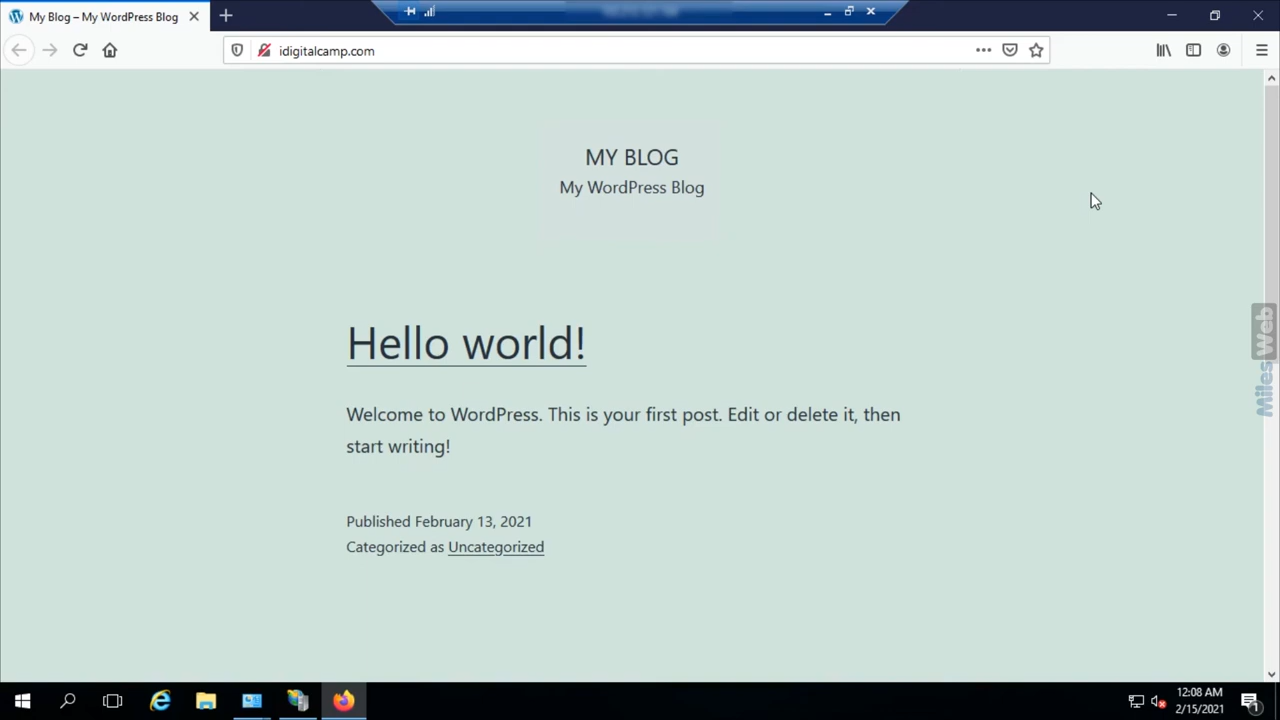 My Blog – My WordPress Blog
idigitalcamp.com
MY BLOG
My WordPress Blog
Hello world!
Welcome to WordPress. This is your first post. Edit or delete it, then
start writing!
Published February 13, 2021
Categorized as Uncategorized
MilesWeb
12:08 AM
2/15/2021
1